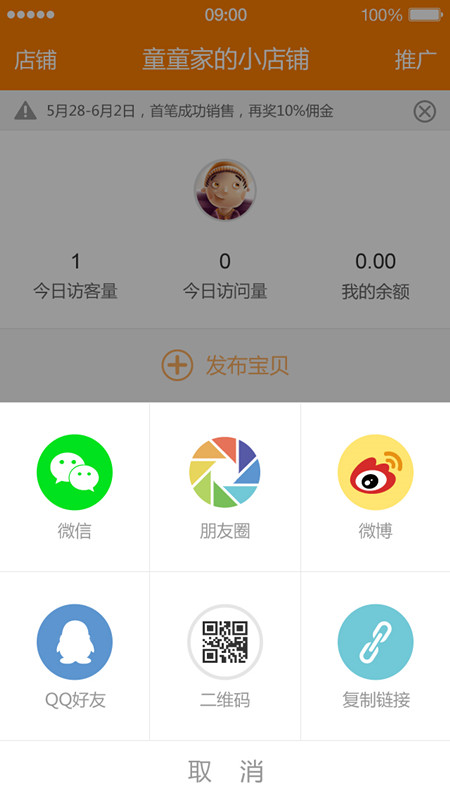 09:00 100%
店铺 童童家的小店铺 推广
5月28-6月2日，首笔成功销售，再奖10%佣金
1 0 0.00
今日访客量 今日访问量 我的余额
发布宝贝
微信 朋友圈 微博
QQ好友 二维码 复制链接
取 消